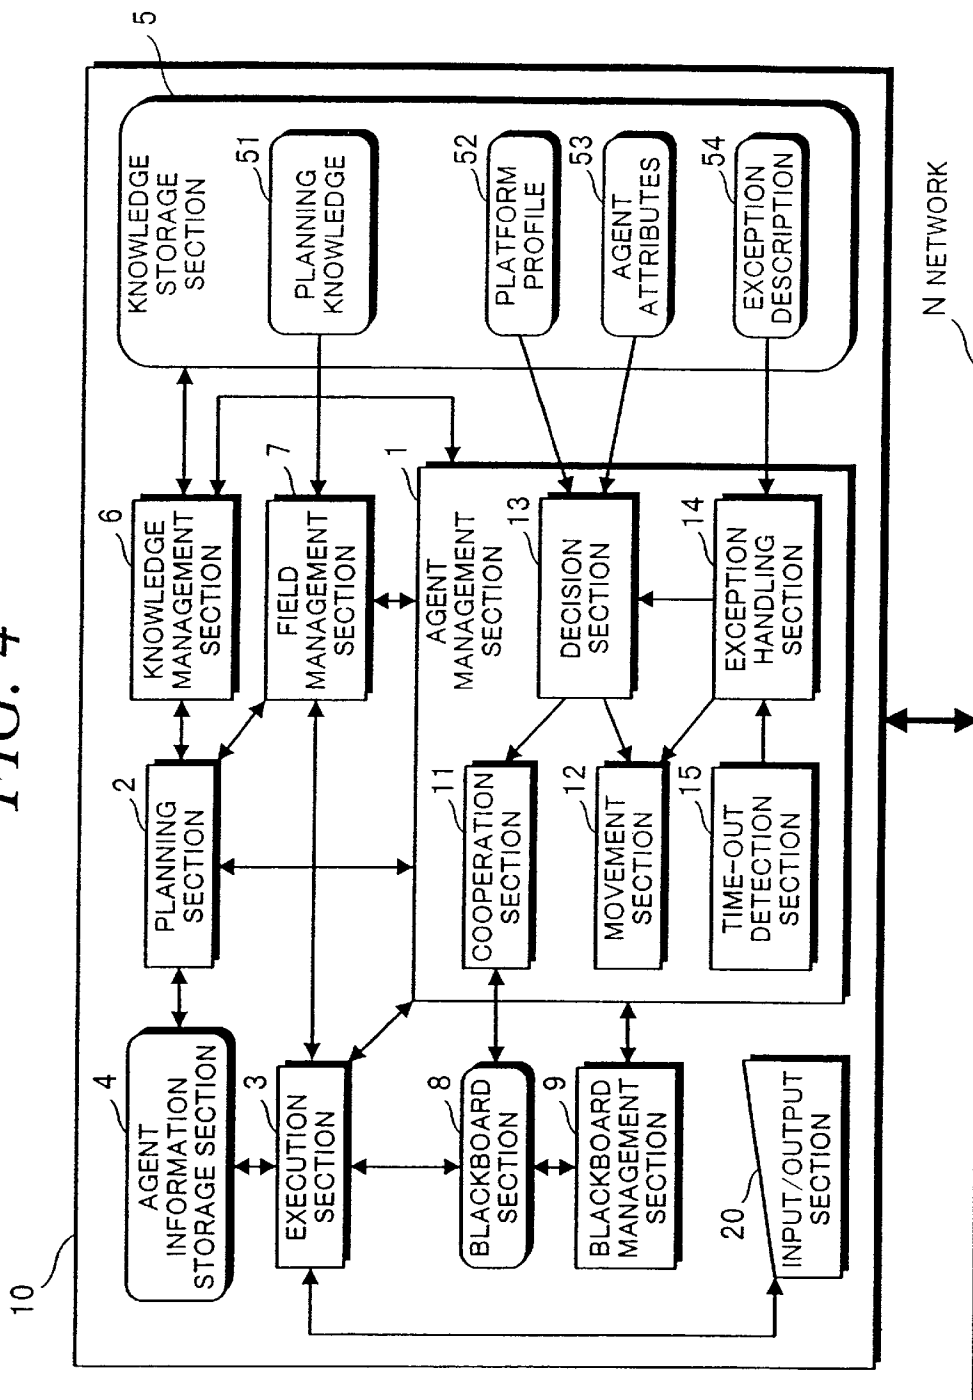 FIG. 4
10
4
AGENT
INFORMATION
STORAGE SECTION
2
PLANNING
SECTION
6
KNOWLEDGE
MANAGEMENT
SECTION
KNOWLEDGE
STORAGE
SECTION
5
3
EXECUTION
SECTION
7
FIELD
MANAGEMENT
SECTION
51
PLANNING
KNOWLEDGE
1
AGENT
MANAGEMENT
SECTION
8
BLACKBOARD
SECTION
11
COOPERATION
SECTION
13
DECISION
SECTION
52
PLATFORM
PROFILE
9
BLACKBOARD
MANAGEMENT
SECTION
12
MOVEMENT
SECTION
53
AGENT
ATTRIBUTES
20
INPUT/OUTPUT
SECTION
15
TIME-OUT
DETECTION
SECTION
14
EXCEPTION
HANDLING
SECTION
54
EXCEPTION
DESCRIPTION
N NETWORK